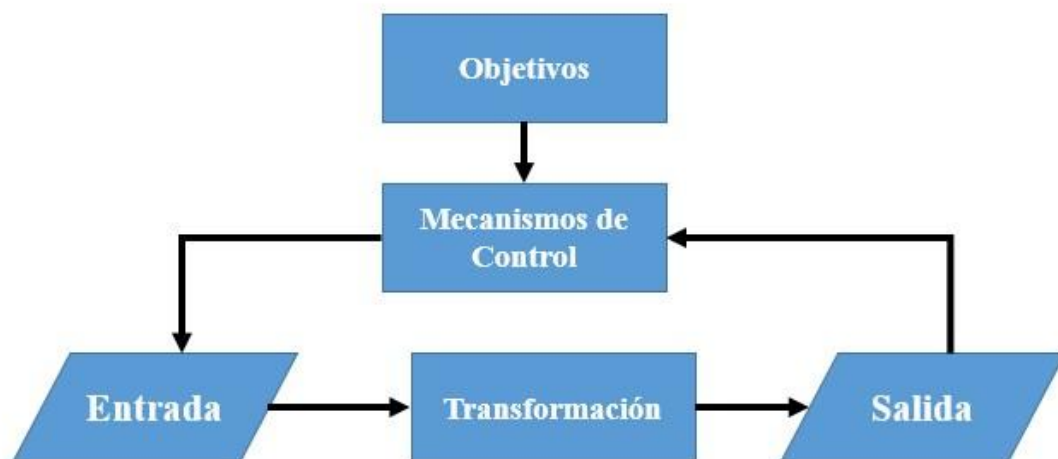 Objetivos
Mecanismos de
Control
Entrada
Transformación
Salida